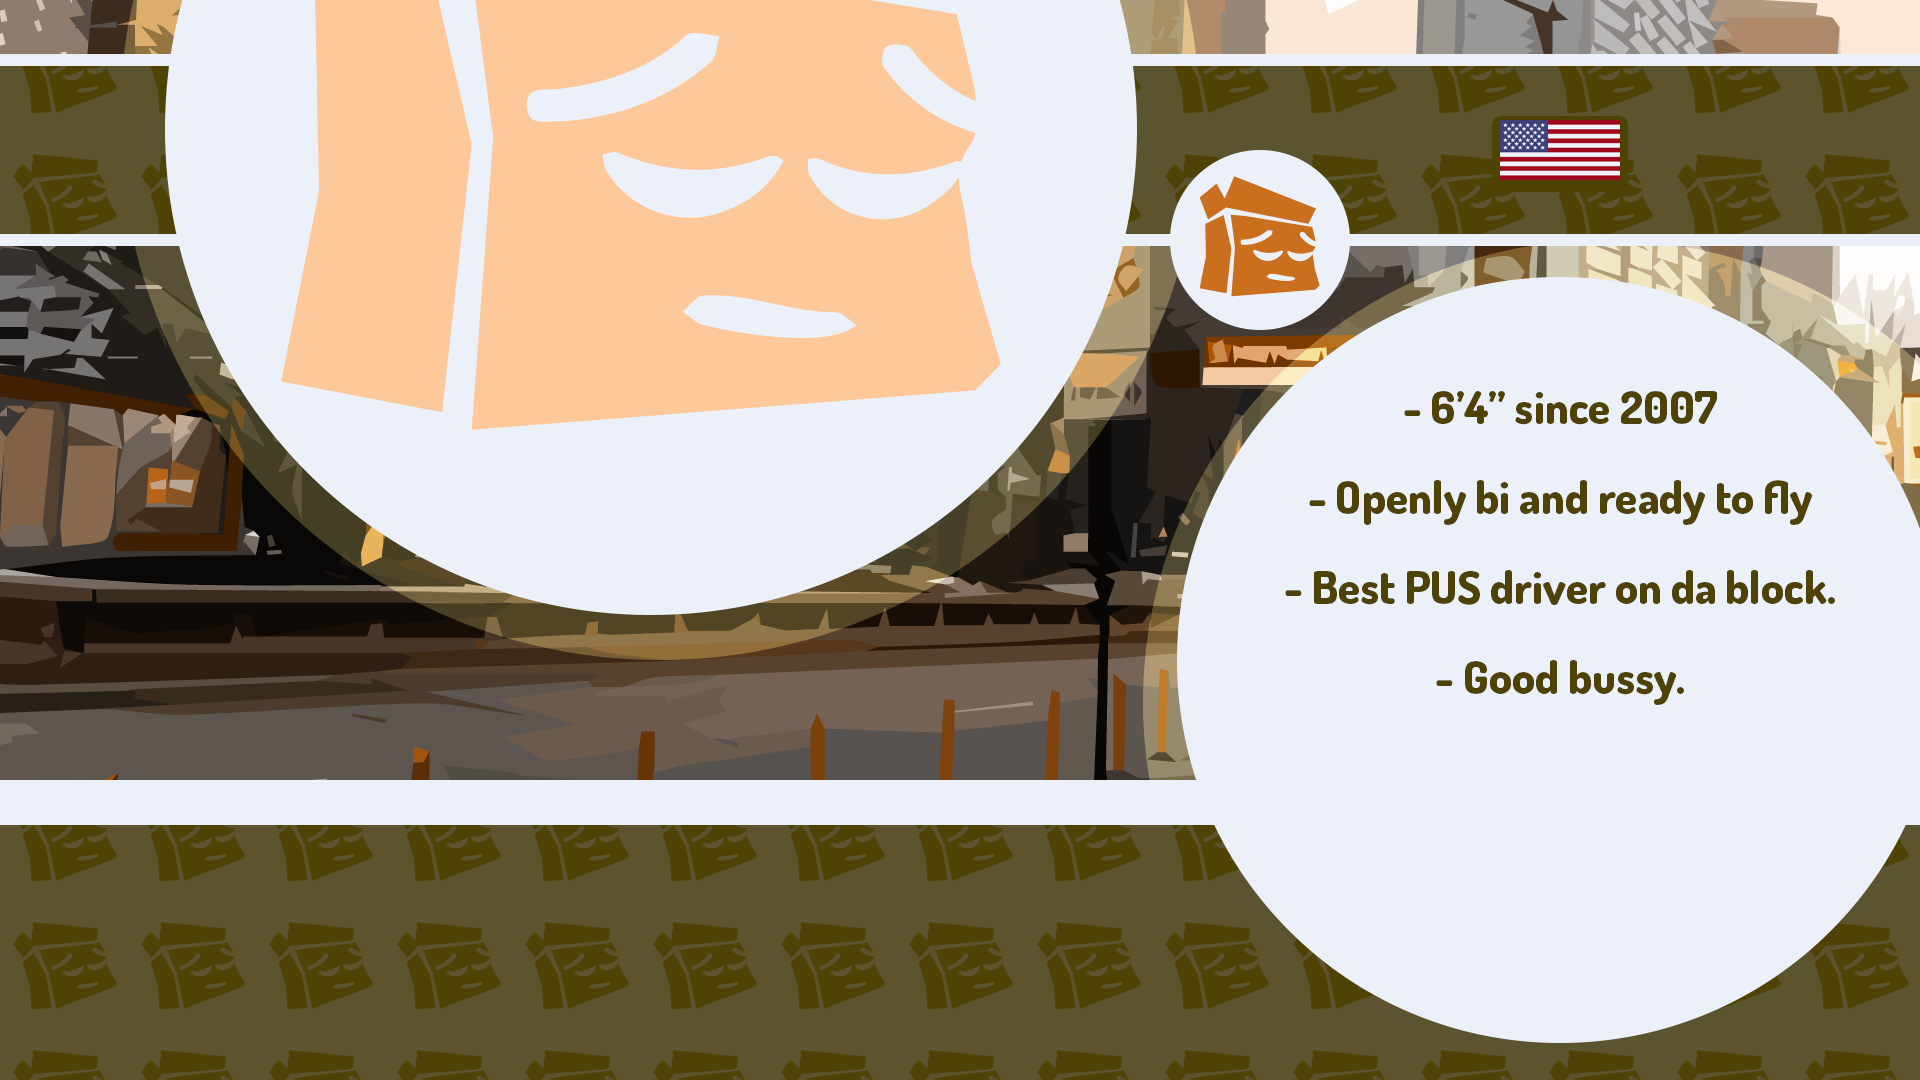 - 6’4” since 2007
- Openly bi and ready to fly
- Best PUS driver on da block.
- Good bussy.